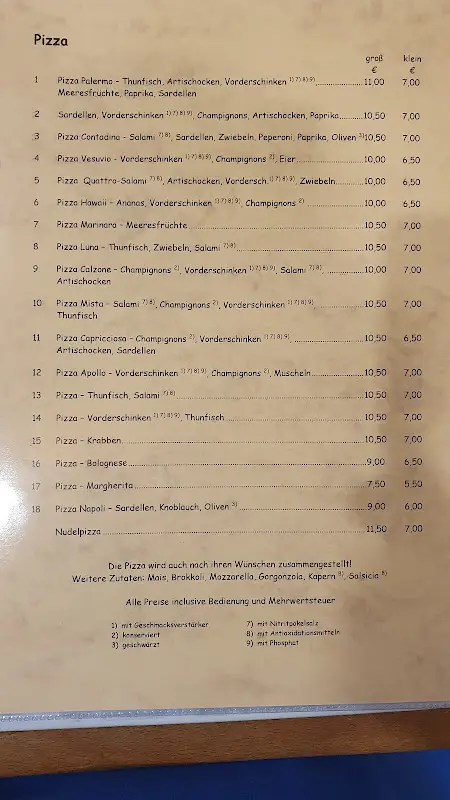 Pizza
groß klein
€ €
1 Pizza Palermo – Thunfisch, Artischocken, Vorderschinken 1) 7) 8) 9), 11,00 7,00
Meeresfrüchte, Paprika, Sardellen
2 Sardellen, Vorderschinken 1) 7) 8) 9), Champignons, Artischocken, Paprika 10,50 7,00
3 Pizza Contadina – Salami 7) 8), Sardellen, Zwiebeln, Peperoni, Paprika, Oliven 3) 10,50 7,00
4 Pizza Vesuvio – Vorderschinken 1) 7) 8) 9), Champignons 2), Eier 10,00 6,50
5 Pizza Quattro-Salami 7) 8), Artischocken, Vordersch.1) 7) 8) 9), Zwiebeln 10,00 6,50
6 Pizza Hawaii – Ananas, Vorderschinken 1) 7) 8) 9), Champignons 2) 10,00 6,50
7 Pizza Marinara – Meeresfrüchte 10,50 7,00
8 Pizza Luna – Thunfisch, Zwiebeln, Salami 7) 8) 10,50 7,00
9 Pizza Calzone – Champignons 2), Vorderschinken 1) 7) 8) 9), Salami 7) 8), 10,00 7,00
Artischocken
10 Pizza Mista – Salami 7) 8), Champignons 2), Vorderschinken 1) 7) 8) 9), 10,50 7,00
Thunfisch
11 Pizza Capricciosa – Champignons 2), Vorderschinken 1) 7) 8) 9), 10,50 6,50
Artischocken, Sardellen
12 Pizza Apollo – Vorderschinken 1) 7) 8) 9), Champignons 2), Muscheln 10,50 7,00
13 Pizza – Thunfisch, Salami 7) 8) 10,50 7,00
14 Pizza – Vorderschinken 1) 7) 8) 9), Thunfisch 10,50 7,00
15 Pizza – Krabben 10,50 7,00
16 Pizza – Bolognese 9,00 6,50
17 Pizza – Margherita 7,50 5,50
18 Pizza Napoli – Sardellen, Knoblauch, Oliven 3) 9,00 6,00
Nudelpizza 11,50 7,00
Die Pizza wird auch nach ihren Wünschen zusammengestellt!
Weitere Zutaten: Mais, Brokkoli, Mozzarella, Gorgonzola, Kapern 9), Salsicia 8)
Alle Preise inclusive Bedienung und Mehrwertsteuer
1) mit Geschmacksverstärker 7) mit Nitritpökelsalz
2) konserviert 8) mit Antioxidationsmitteln
3) geschwärzt 9) mit Phosphat